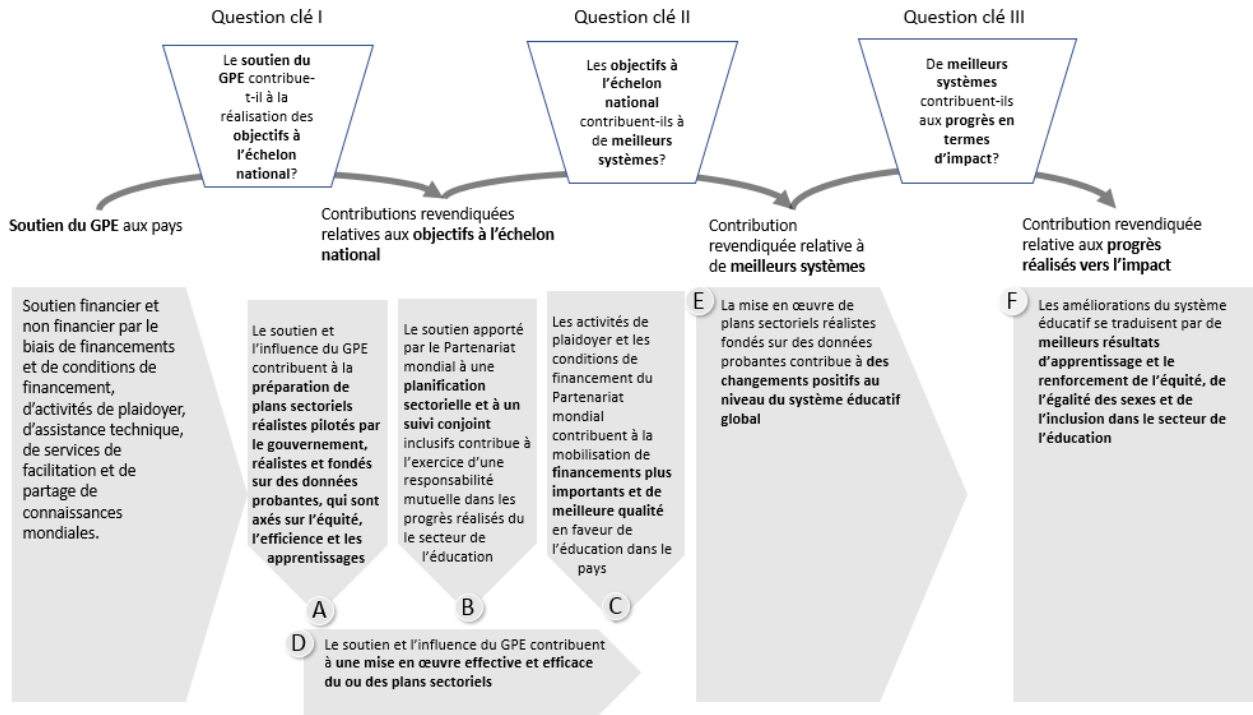 Question clé I
Question clé II
Question clé III
Le soutien du
GPE contribue-
t-il à la
réalisation des
objectifs à
l'échelon
national?
Les objectifs à
l'échelon
national
contribuent-ils à
de meilleurs
systèmes?
De meilleurs
systèmes
contribuent-ils
aux progrès en
termes
d'impact?
Soutien du GPE aux pays
Contributions revendiquées
relatives aux objectifs à l'échelon
national
Contribution
revendiquée relative à
de meilleurs systèmes
Contribution revendiquée
relative aux progrès
réalisés vers l'impact
Soutien financier et
non financier par le
biais de financements
et de conditions de
financement,
d'activités de plaidoyer,
d'assistance technique,
de services de
facilitation et de
partage de
connaissances
mondiales.
Le soutien et
l'influence du GPE
contribuent à la
préparation de
plans sectoriels
réalistes pilotés par
le gouvernement,
réalistes et fondés
sur des données
probantes, qui sont
axés sur l'équité,
l'efficience et les
apprentissages
A
Le soutien apporté
par le Partenariat
mondial à une
planification
sectorielle et à un
suivi conjoint
inclusifs contribue à
l'exercice d'une
responsabilité
mutuelle dans les
progrès réalisés du
le secteur de
l'éducation
B
Les activités de
plaidoyer et les
conditions de
financement du
Partenariat
mondial
contribuent à la
mobilisation de
financements plus
importants et de
meilleure qualité
en faveur de
l'éducation dans le
pays
C
D
Le soutien et l'influence du GPE contribuent
à une mise en œuvre effective et efficace
du ou des plans sectoriels
E
La mise en œuvre de
plans sectoriels réalistes
fondés sur des données
probantes contribue à des
changements positifs au
niveau du système éducatif
global
F
Les améliorations du système
éducatif se traduisent par de
meilleurs résultats
d'apprentissage et le
renforcement de l'équité, de
l'égalité des sexes et de
l'inclusion dans le secteur de
l'éducation